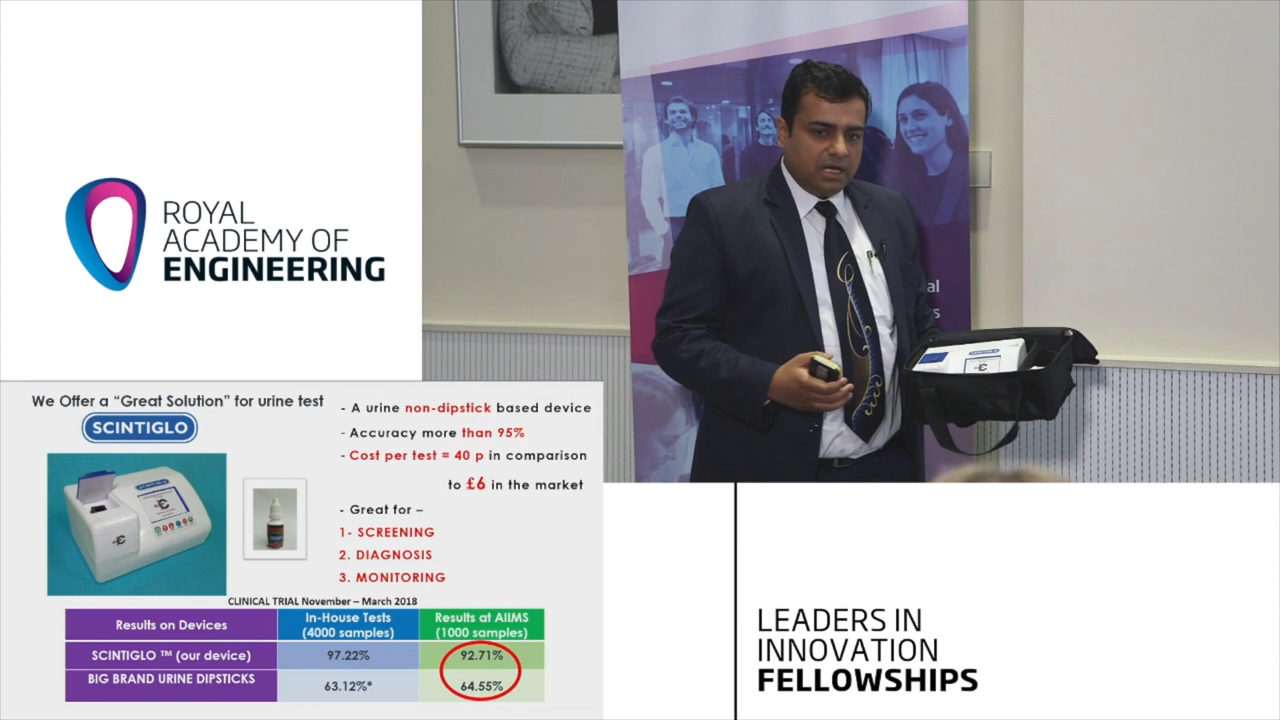 ROYAL
ACADEMY OF
ENGINEERING
al
s
SCINTIGLO
We Offer a “Great Solution” for urine test
SCINTIGLO
- A urine non-dipstick based device
- Accuracy more than 95%
- Cost per test = 40 p in comparison
to £6 in the market
- Great for –
1- SCREENING
2. DIAGNOSIS
3. MONITORING
CLINICAL TRIAL November – March 2018
Results on Devices
In-House Tests
(4000 samples)
Results at AIIMS
(1000 samples)
SCINTIGLO ™ (our device)
97.22%
92.71%
BIG BRAND URINE DIPSTICKS
63.12%*
64.55%
LEADERS IN
INNOVATION
FELLOWSHIPS